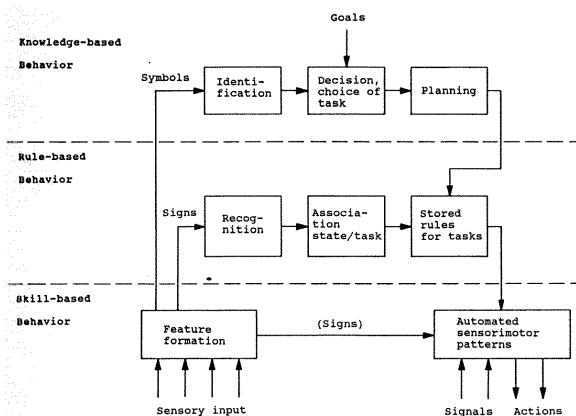 Goals
Knowledge-based
Behavior
Symbols
Identi-
fication
Decision,
choice of
task
Planning
Rule-based
Behavior
Signs
Recog-
nition
Associa-
tion
state/task
Stored
rules
for tasks
Skill-based
Behavior
Feature
formation
(Signs)
Automated
sensorimotor
patterns
Sensory input
Signals
Actions